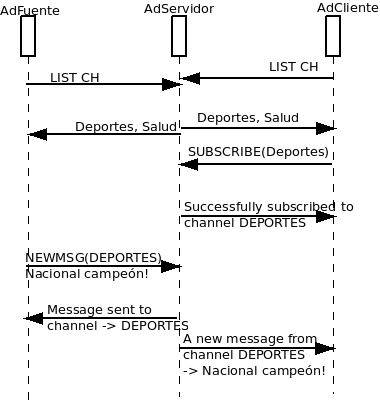 AdFuente
AdServidor
AdCliente
LIST CH
LIST CH
Deportes, Salud
Deportes, Salud
SUBSCRIBE(Deportes)
Successfully subscribed to
channel DEPORTES
NEWMSG(DEPORTES)
Nacional campeón!
Message sent to
channel -> DEPORTES
A new message from
channel DEPORTES
-> Nacional campeón!